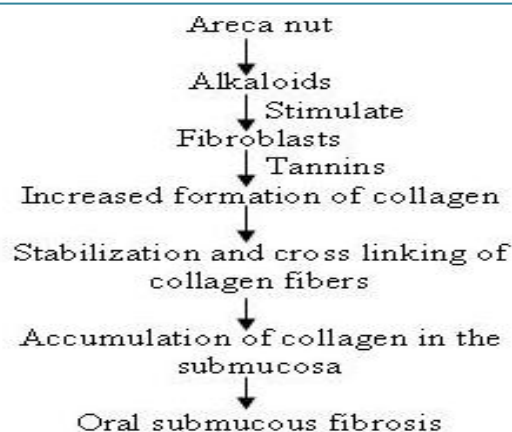 Areca nut
Alkaloids
Stimulate
Fibroblasts
Tannins
Increased formation of collagen
Stabilization and cross linking of
collagen fibers
Accumulation of collagen in the
submucosa
Oral submucous fibrosis